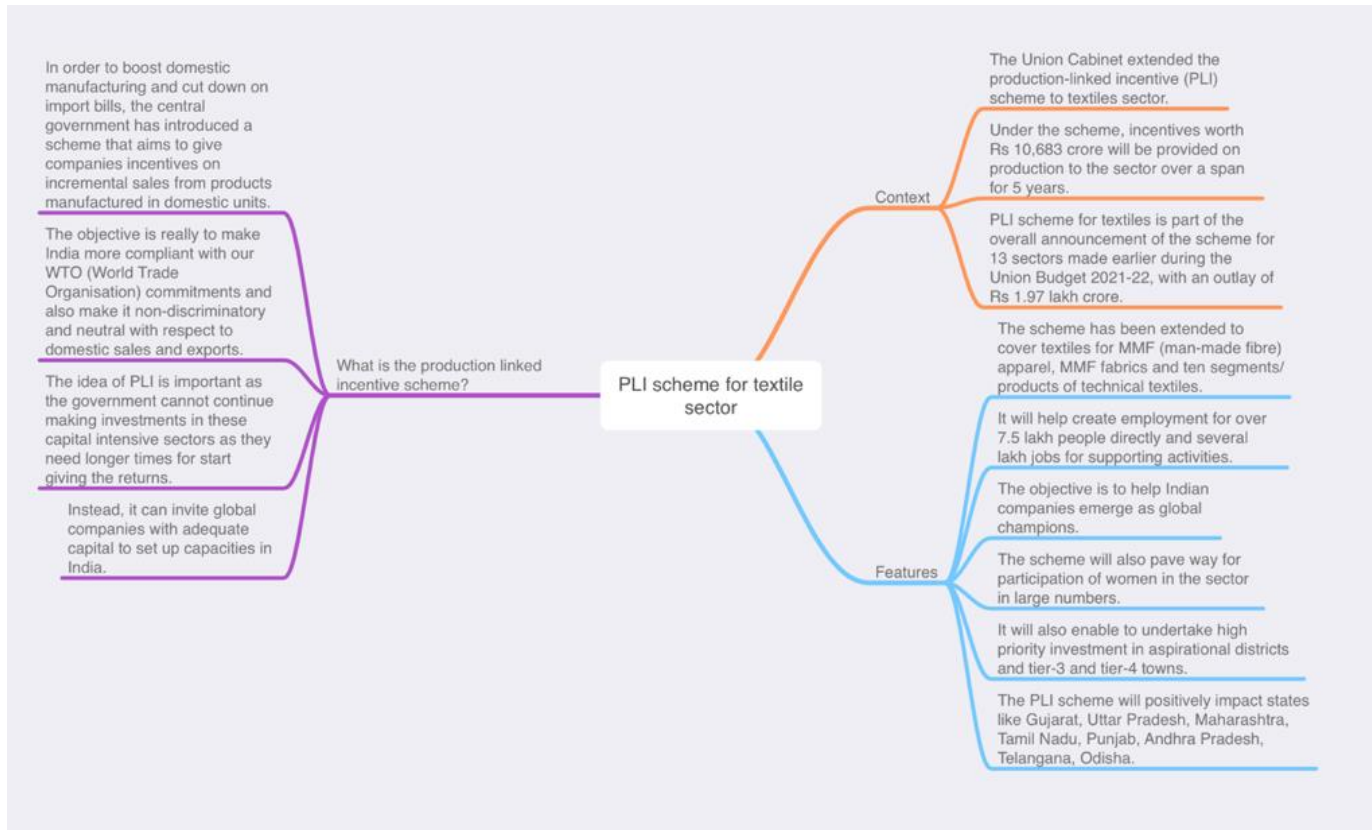 PLI scheme for textile
sector
Context
The Union Cabinet extended the
production-linked incentive (PLI)
scheme to textiles sector.
Under the scheme, incentives worth
Rs 10,683 crore will be provided on
production to the sector over a span
for 5 years.
PLI scheme for textiles is part of the
overall announcement of the scheme for
13 sectors made earlier during the
Union Budget 2021-22, with an outlay of
Rs 1.97 lakh crore.
Features
The scheme has been extended to
cover textiles for MMF (man-made fibre)
apparel, MMF fabrics and ten segments/
products of technical textiles.
It will help create employment for over
7.5 lakh people directly and several
lakh jobs for supporting activities.
The objective is to help Indian
companies emerge as global
champions.
The scheme will also pave way for
participation of women in the sector
in large numbers.
It will also enable to undertake high
priority investment in aspirational districts
and tier-3 and tier-4 towns.
The PLI scheme will positively impact states
like Gujarat, Uttar Pradesh, Maharashtra,
Tamil Nadu, Punjab, Andhra Pradesh,
Telangana, Odisha.
What is the production linked
incentive scheme?
In order to boost domestic
manufacturing and cut down on
import bills, the central
government has introduced a
scheme that aims to give
companies incentives on
incremental sales from products
manufactured in domestic units.
The objective is really to make
India more compliant with our
WTO (World Trade
Organisation) commitments and
also make it non-discriminatory
and neutral with respect to
domestic sales and exports.
The idea of PLI is important as
the government cannot continue
making investments in these
capital intensive sectors as they
need longer times for start
giving the returns.
Instead, it can invite global
companies with adequate
capital to set up capacities in
India.